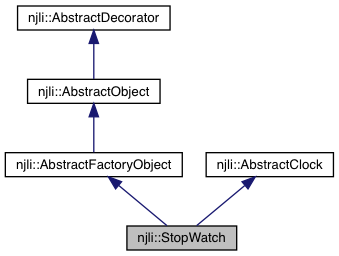 njli::AbstractDecorator
njli::AbstractObject
njli::AbstractFactoryObject
njli::AbstractClock
njli::StopWatch